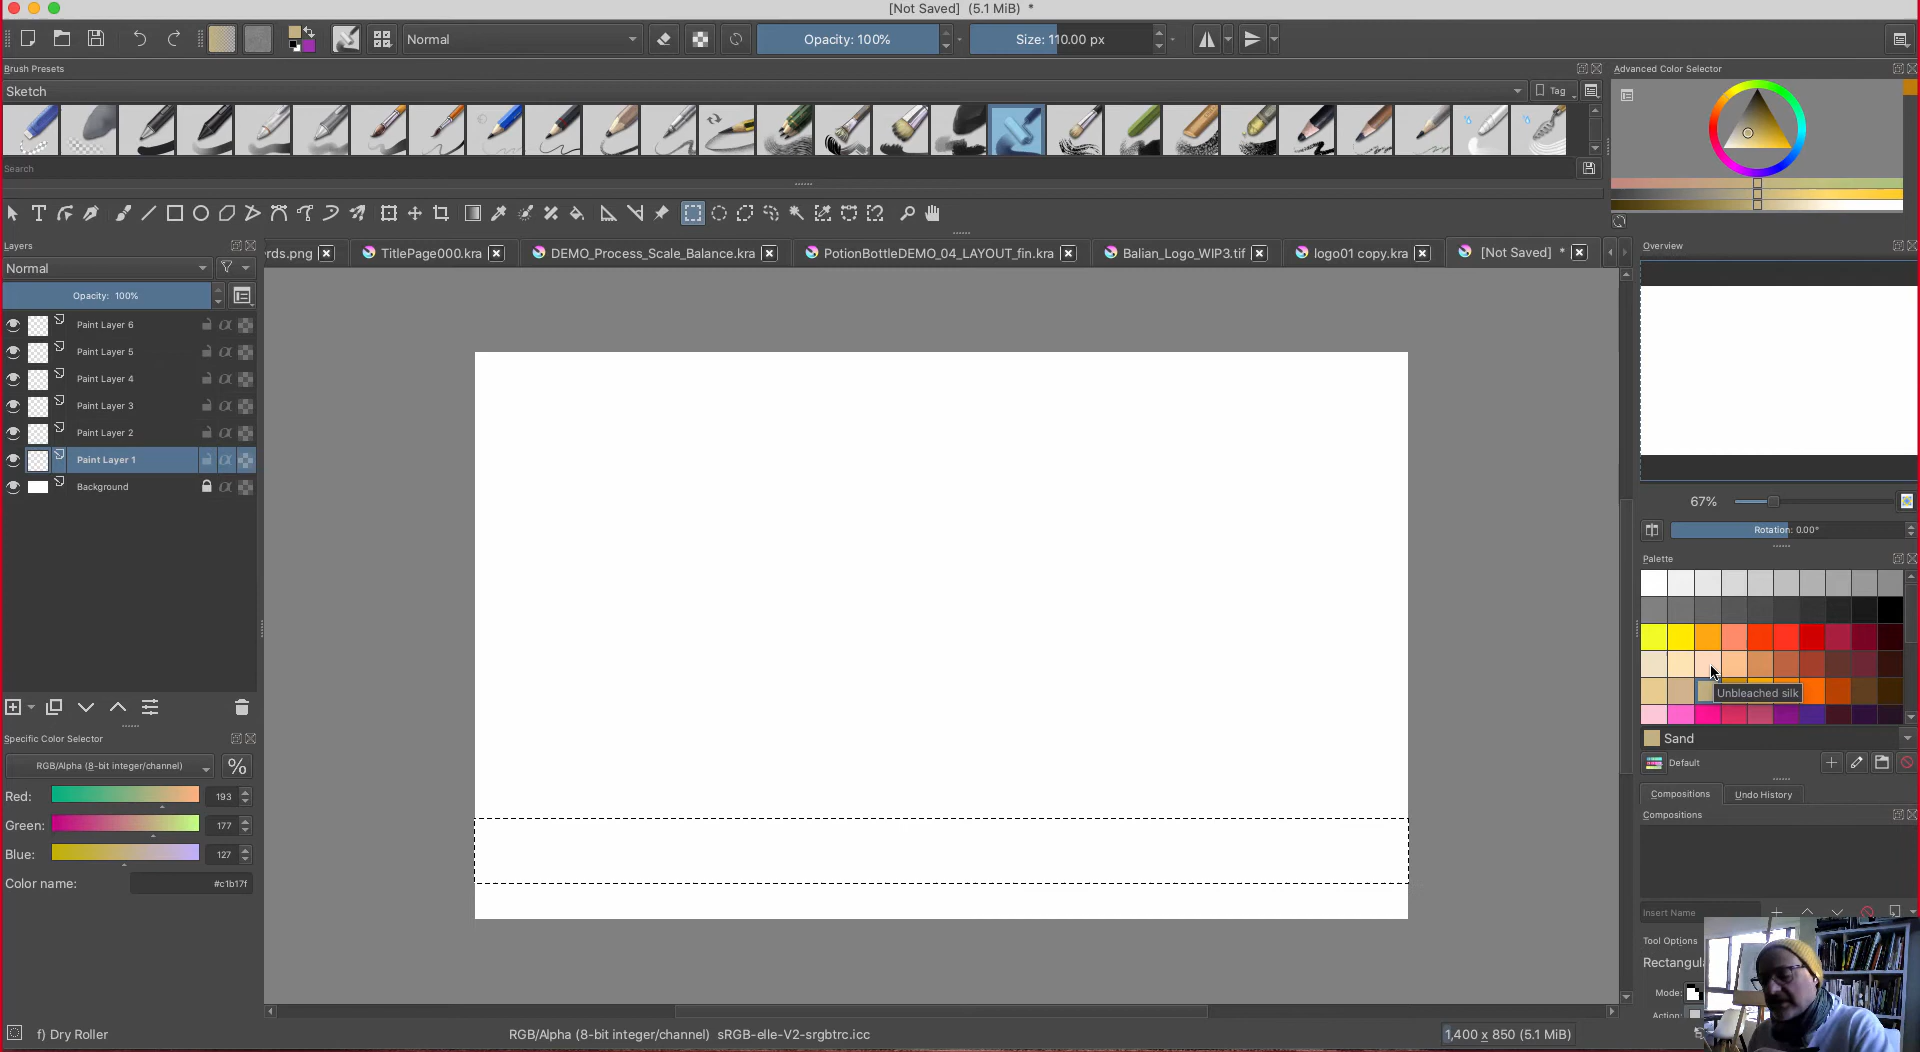 [Not Saved]  (5.1 MiB)  *
Normal
Opacity: 100%
Size: 110.00 px
Brush Presets
Sketch
Tag
Search
Advanced Color Selector
Layers
Normal
Opacity:  100%
Paint Layer 6
Paint Layer 5
Paint Layer 4
Paint Layer 3
Paint Layer 2
Paint Layer 1
Background
rds.png
TitlePage000.kra
DEMO_Process_Scale_Balance.kra
PotionBottleDEMO_04_LAYOUT_fin.kra
Balian_Logo_WIP3.tif
logo01 copy.kra
[Not Saved]  *
Overview
67%
Rotation: 0.00°
Palette
Unbleached silk
Sand
Default
Compositions
Undo History
Compositions
Insert Name
Tool Options
Rectangula
Mode:
Action:
Specific Color Selector
RGB/Alpha (8-bit integer/channel)
%
Red:
193
Green:
177
Blue:
127
Color name:
#c1b17f
f) Dry Roller
RGB/Alpha (8-bit integer/channel)  sRGB-elle-V2-srgbtrc.icc
1,400 x 850 (5.1 MiB)